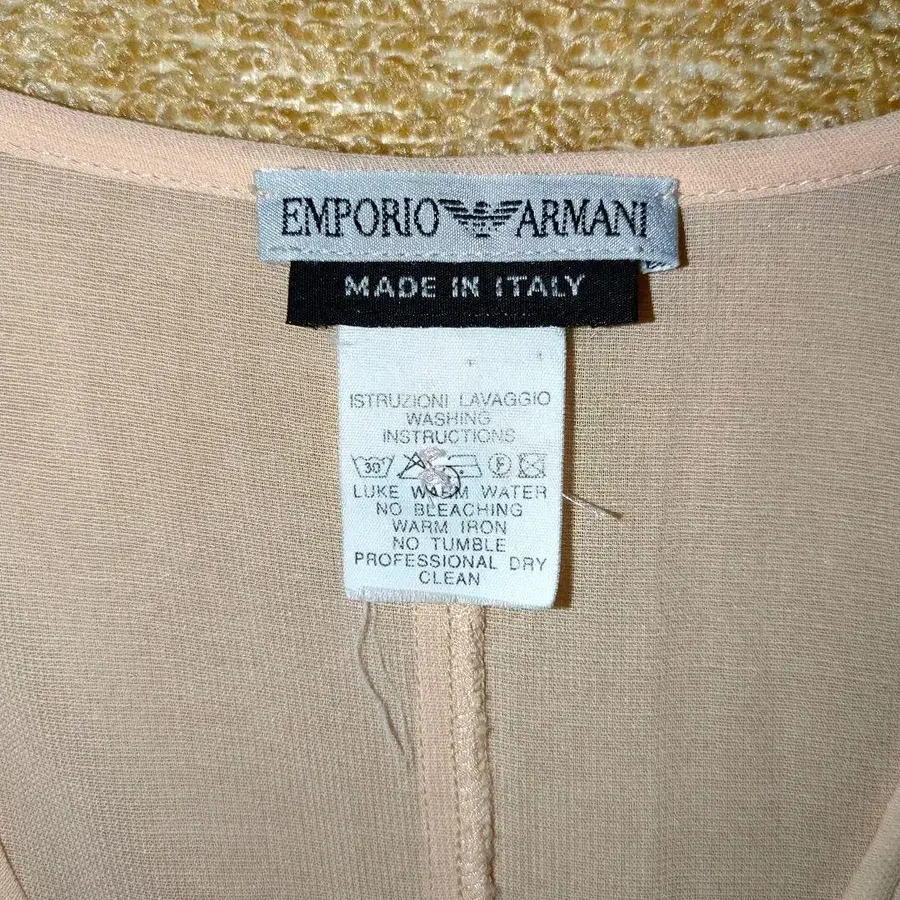 EMPORIO ARMANI
MADE IN ITALY
ISTRUZIONI LAVAGGIO
WASHING
INSTRUCTIONS
30° F
LUKE WARM WATER
NO BLEACHING
WARM IRON
NO TUMBLE
PROFESSIONAL DRY
CLEAN